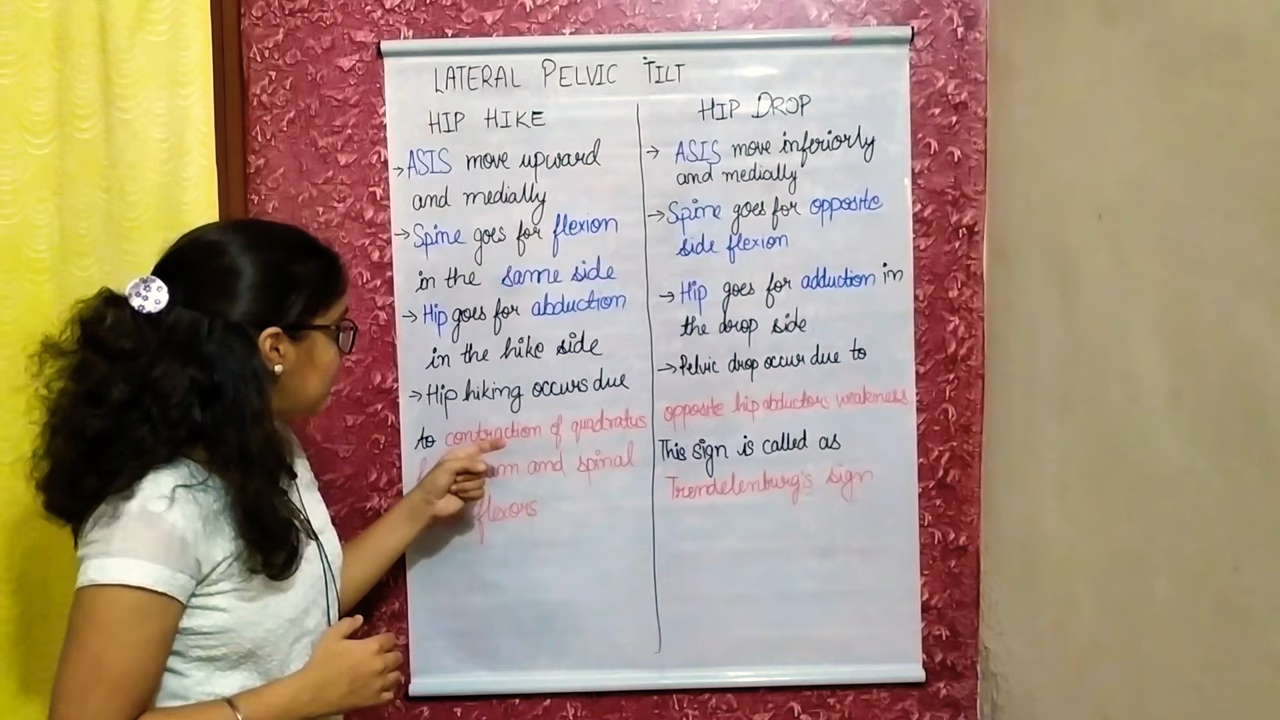 LATERAL PELVIC TILT
HIP HIKE
→ASIS move upward
and medially
→Spine goes for flexion
in the same side
→Hip goes for abduction
in the hike side
→Hip hiking occurs due
to contraction of quadratus
and spinal
flexors
HIP DROP
→ASIS move inferiorly
and medially
→Spine goes for opposite
side flexion
→Hip goes for adduction in
the drop side
→Pelvic drop occur due to
opposite hip abductors weakness
This sign is called as
Trendelenburg's sign